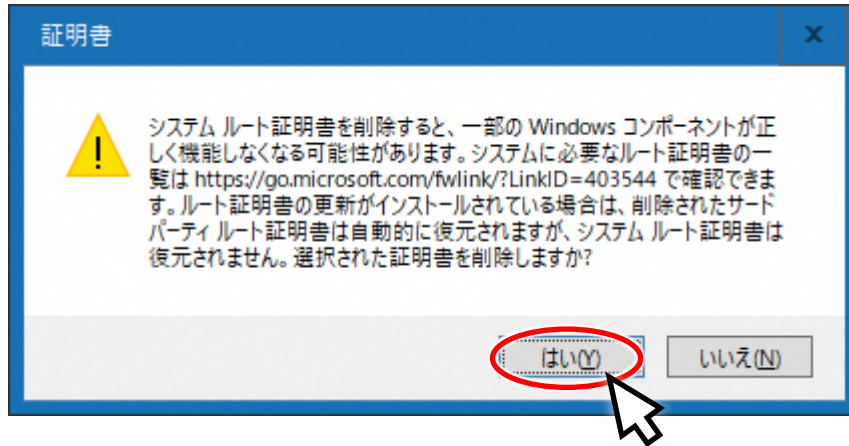 証明書
システム ルート証明書を削除すると、一部の Windows コンポーネントが正
しく機能しなくなる可能性があります。システムに必要なルート証明書の一
覧は https://go.microsoft.com/fwlink/?LinkID=403544 で確認できま
す。ルート証明書の更新がインストールされている場合は、削除されたサード
パーティ ルート証明書は自動的に復元されますが、システム ルート証明書は
復元されません。選択された証明書を削除しますか?
はい(Y)
いいえ(N)